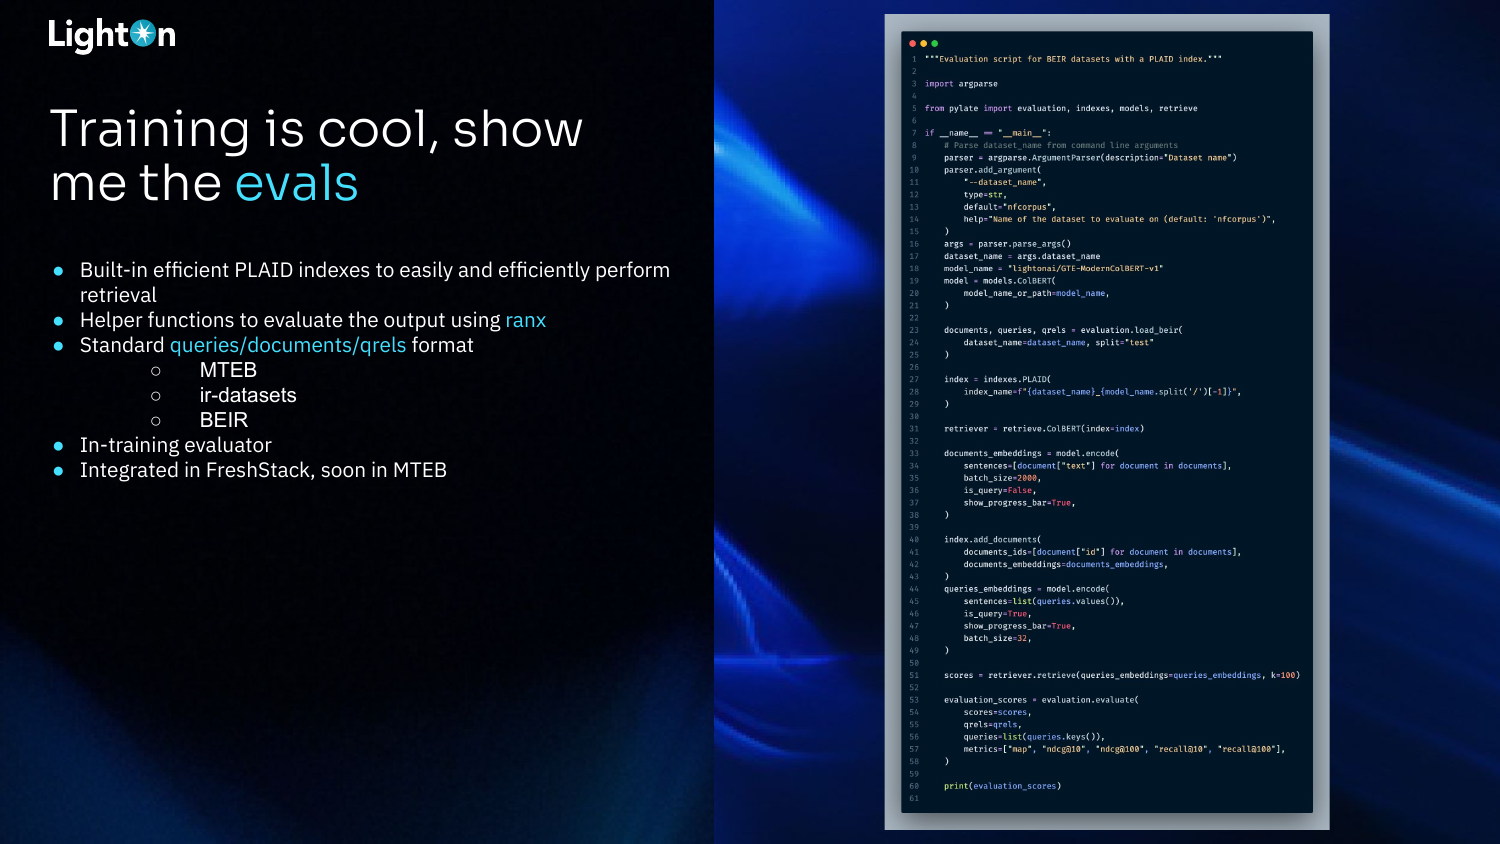 LightOn
Training is cool, show
me the evals
● Built-in efficient PLAID indexes to easily and efficiently perform
retrieval
● Helper functions to evaluate the output using ranx
● Standard queries/documents/qrels format
○ MTEB
○ ir-datasets
○ BEIR
● In-training evaluator
● Integrated in FreshStack, soon in MTEB
1 """Evaluation script for BEIR datasets with a PLAID index."""
2
3 import argparse
4
5 from pylate import evaluation, indexes, models, retrieve
6
7 if __name__ == "__main__":
8 # Parse dataset_name from command line arguments
9 parser = argparse.ArgumentParser(description="Dataset name")
10 parser.add_argument(
11 "--dataset_name",
12 type=str,
13 default="nfcorpus",
14 help="Name of the dataset to evaluate on (default: 'nfcorpus')",
15 )
16 args = parser.parse_args()
17 dataset_name = args.dataset_name
18 model_name = "lightonai/GTE-ModernColBERT-v1"
19 model = models.ColBERT(
20 model_name_or_path=model_name,
21 )
22
23 documents, queries, qrels = evaluation.load_beir(
24 dataset_name=dataset_name, split="test"
25 )
26
27 index = indexes.PLAID(
28 index_name=f"{dataset_name}_{model_name.split('/')[-1]}",
29 )
30
31 retriever = retrieve.ColBERT(index=index)
32
33 documents_embeddings = model.encode(
34 sentences=[document["text"] for document in documents],
35 batch_size=2000,
36 is_query=False,
37 show_progress_bar=True,
38 )
39
40 index.add_documents(
41 documents_ids=[document["id"] for document in documents],
42 documents_embeddings=documents_embeddings,
43 )
44 queries_embeddings = model.encode(
45 sentences=list(queries.values()),
46 is_query=True,
47 show_progress_bar=True,
48 batch_size=32,
49 )
50
51 scores = retriever.retrieve(queries_embeddings=queries_embeddings, k=100)
52
53 evaluation_scores = evaluation.evaluate(
54 scores=scores,
55 qrels=qrels,
56 queries=list(queries.keys()),
57 metrics=["map", "ndcg@10", "ndcg@100", "recall@10", "recall@100"],
58 )
59
60 print(evaluation_scores)
61